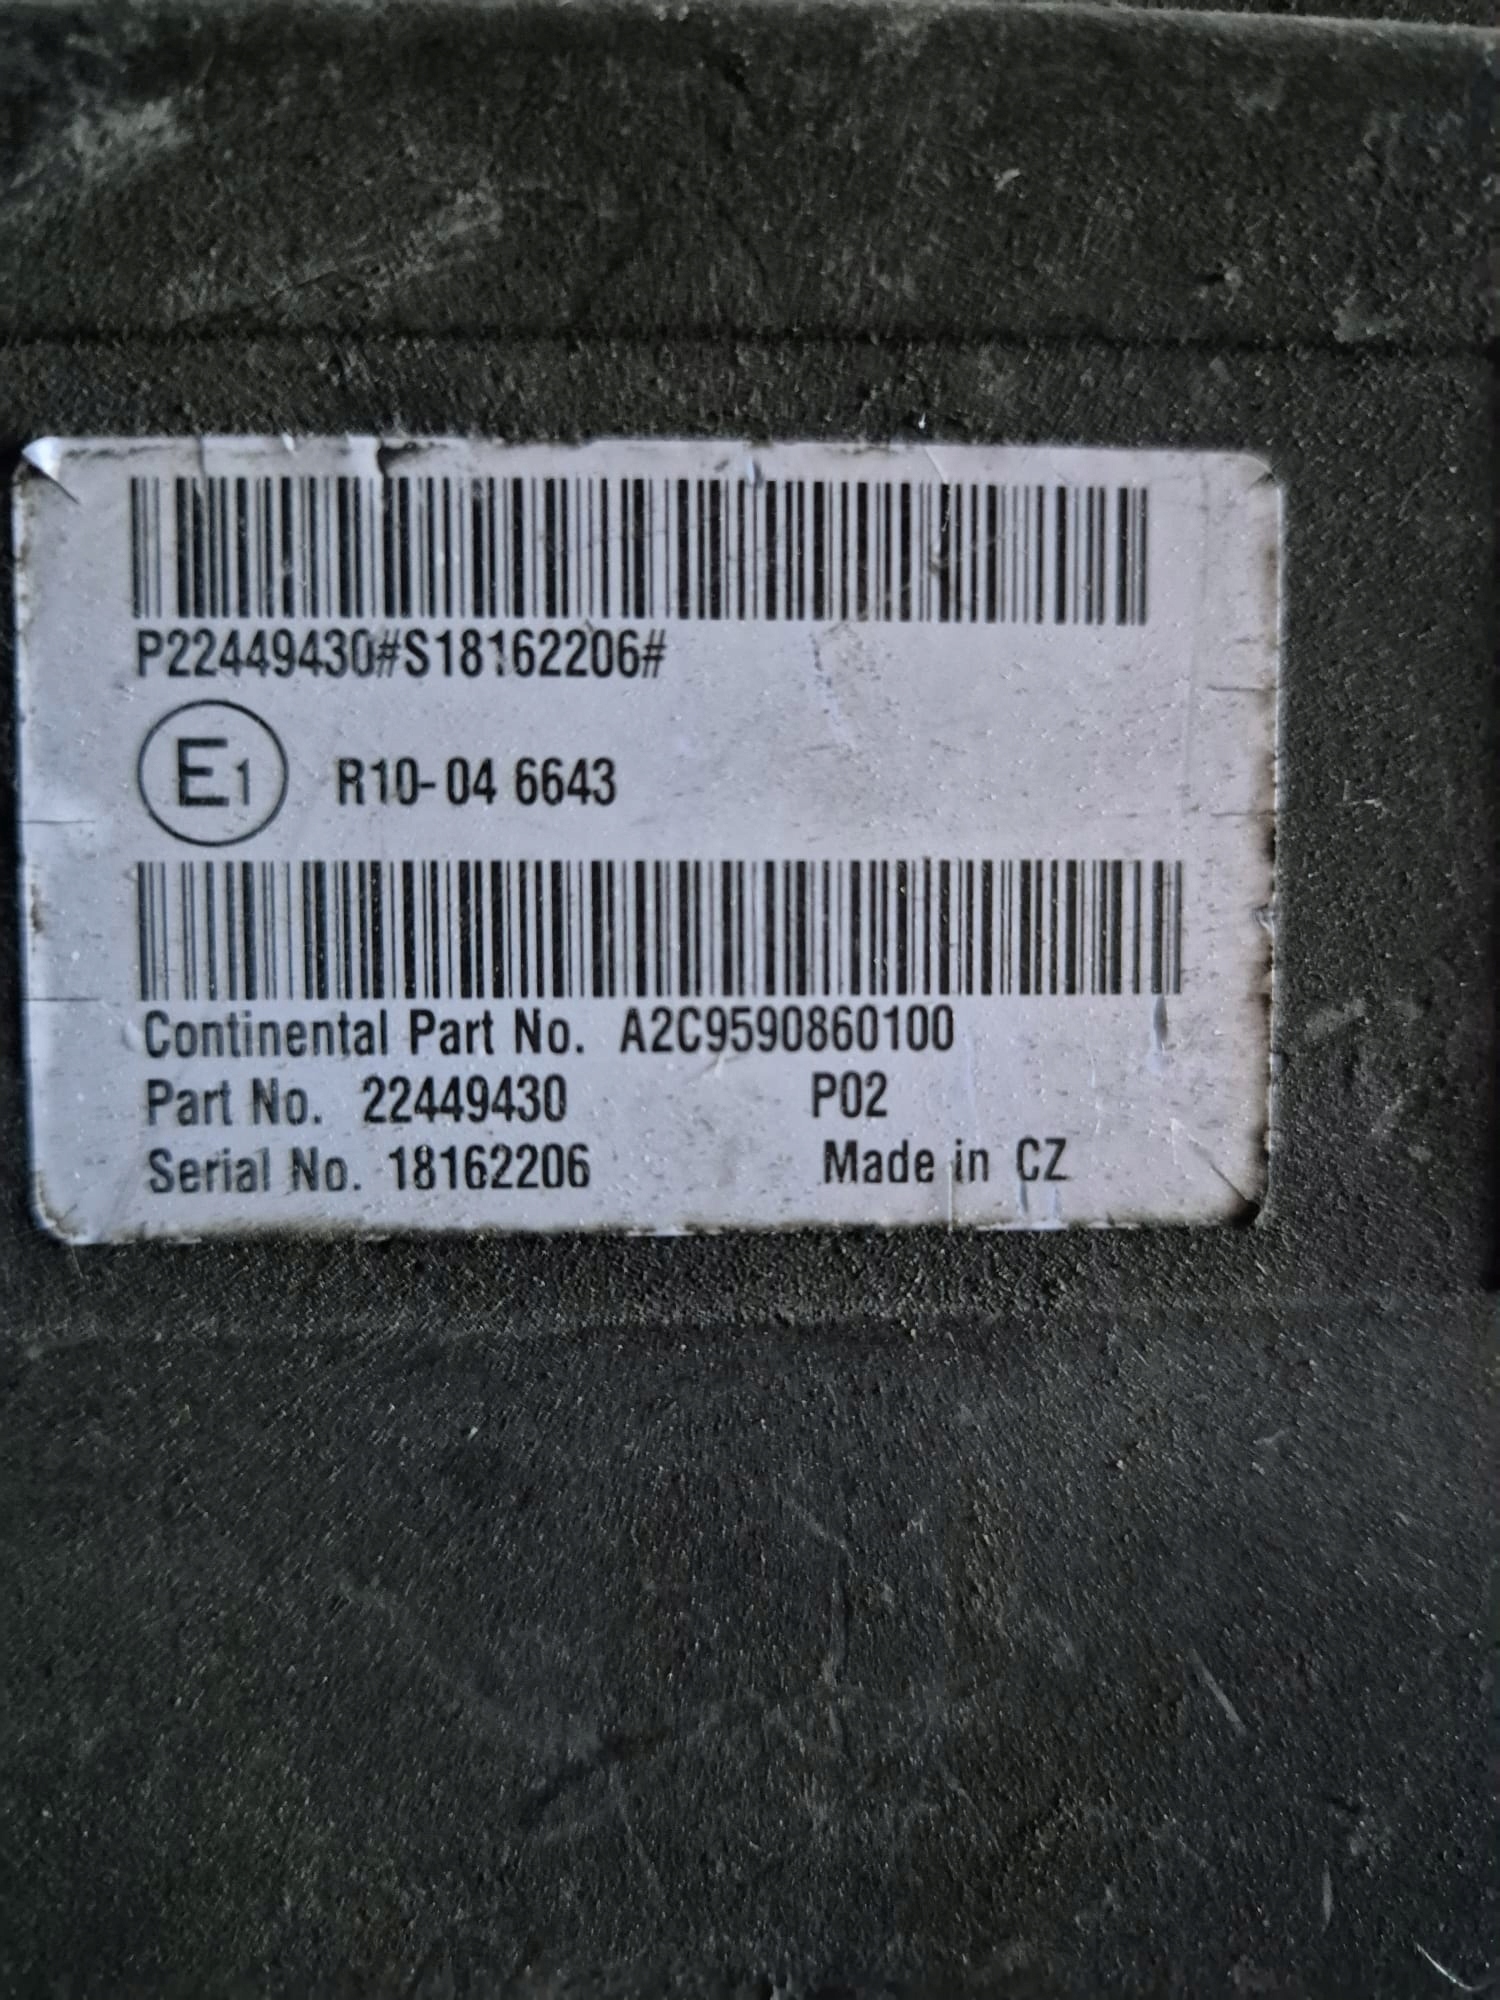 P22449430#S18162206#
E1 R10-04 6643
Continental Part No. A2C9590860100
Part No. 22449430 P02
Serial No. 18162206 Made in CZ